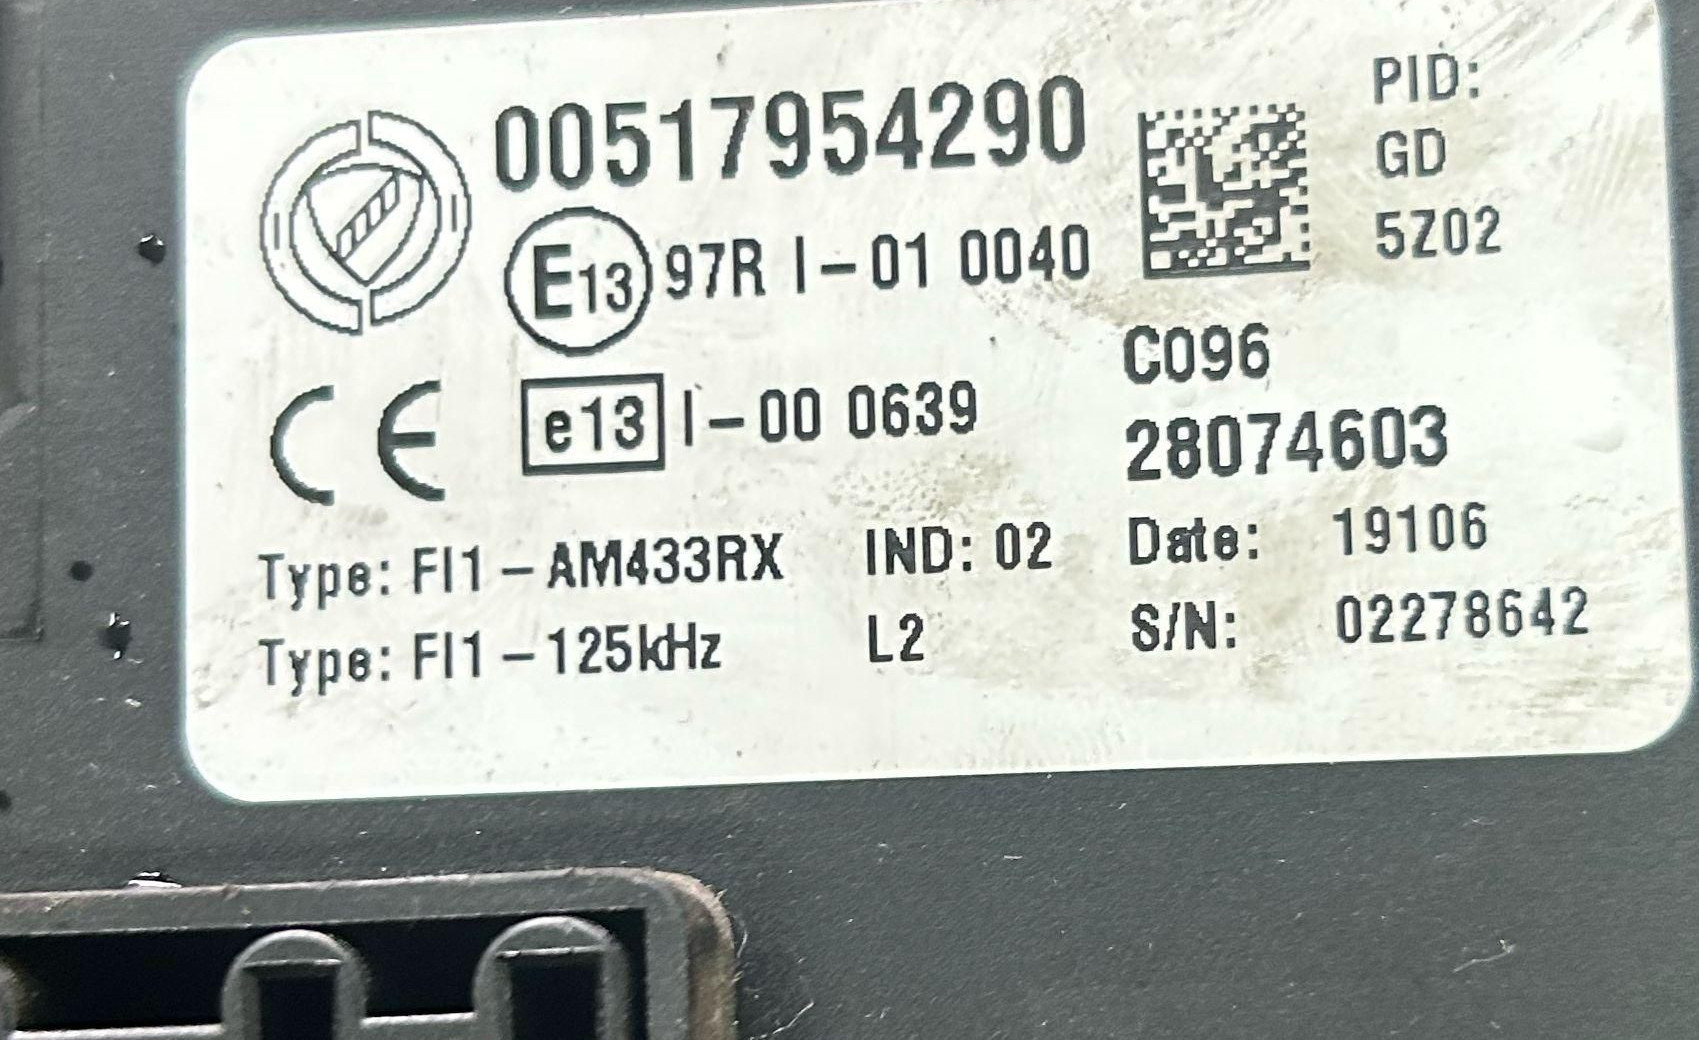 00517954290
E13 97R I-01 0040
CE e13 I-00 0639
Type: FI1-AM433RX IND: 02
Type: FI1-125kHz L2
PID:
GD
5Z02
C096
28074603
Date: 19106
S/N: 02278642